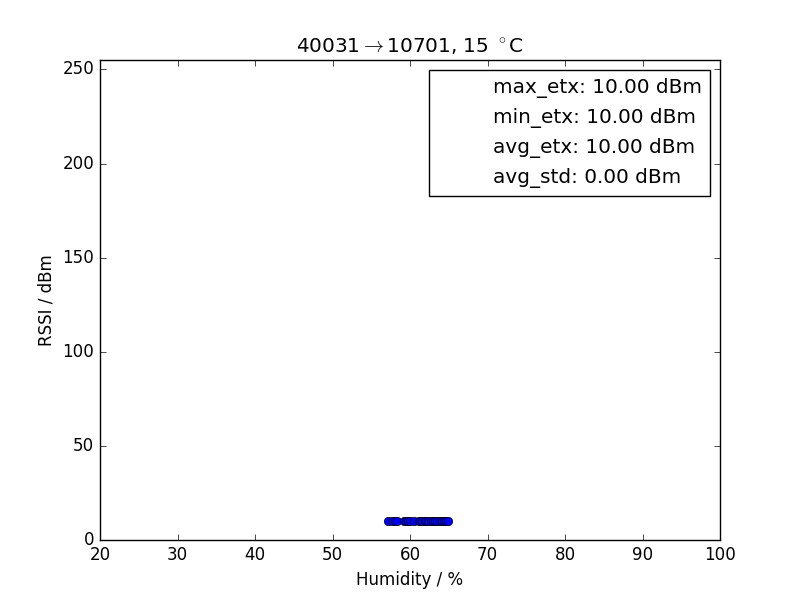 40031→10701, 15 °C
max_etx: 10.00 dBm
min_etx: 10.00 dBm
avg_etx: 10.00 dBm
avg_std: 0.00 dBm
RSSI / dBm
250
200
150
100
50
0
20 30 40 50 60 70 80 90 100
Humidity / %